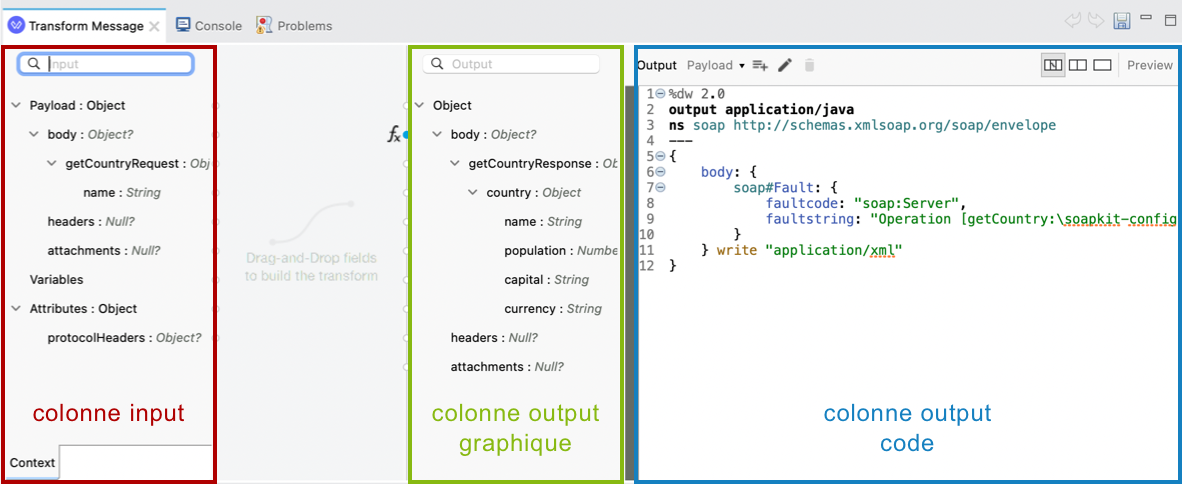 Transform Message
Console
Problems
Input
Payload : Object
body : Object?
getCountryRequest : Obj
name : String
headers : Null?
attachments : Null?
Variables
Attributes : Object
protocolHeaders : Object?
colonne input
Context
Drag-and-Drop fields
to build the transform
fx
Output
Object
body : Object?
getCountryResponse : Ob
country : Object
name : String
population : Numbe
capital : String
currency : String
headers : Null?
attachments : Null?
colonne output
graphique
Output Payload Preview
1 %dw 2.0
2 output application/java
3 ns soap http://schemas.xmlsoap.org/soap/envelope
4 ---
5 {
6 body: {
7 soap#Fault: {
8 faultcode: "soap:Server",
9 faultstring: "Operation [getCountry:\soapkit-config
10 }
11 } write "application/xml"
12 }
colonne output
code